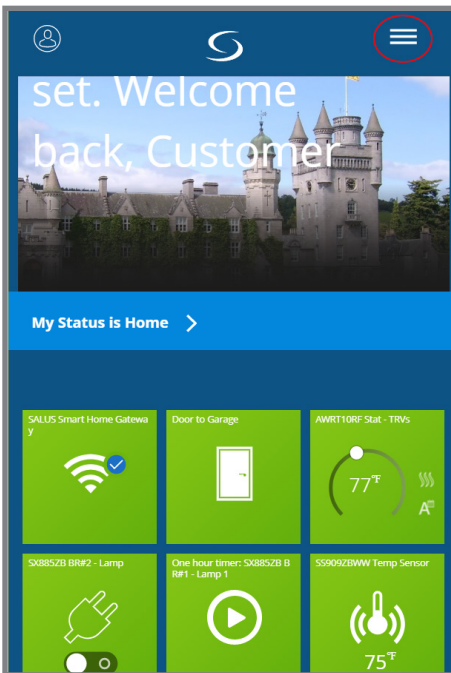 set. Welcome
back, Customer
My Status is Home
SALUS Smart Home Gatewa
y
Door to Garage
AWRT10RF Stat - TRVs
77°F
A
SX885ZB BR#2 - Lamp
One hour timer: SX885ZB B
R#1 - Lamp 1
SS909ZBWW Temp Sensor
75°F